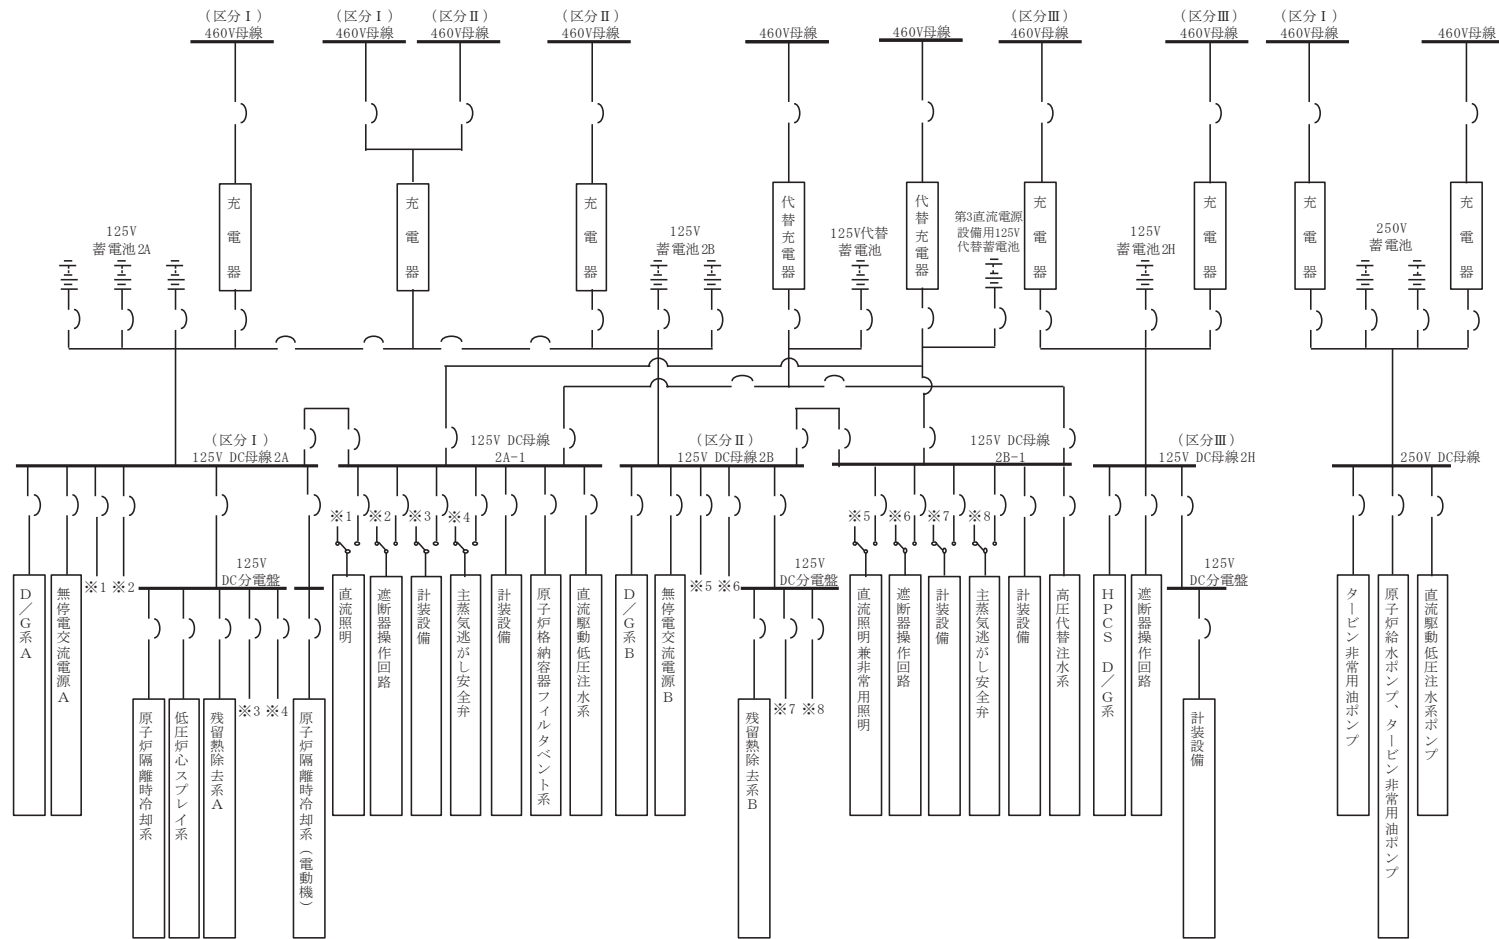 （区分Ⅰ）
460V母線
（区分Ⅰ）
460V母線
（区分Ⅱ）
460V母線
（区分Ⅱ）
460V母線
460V母線
460V母線
（区分Ⅲ）
460V母線
（区分Ⅲ）
460V母線
（区分Ⅰ）
460V母線
460V母線
充電器
充電器
充電器
代替充電器
代替充電器
充電器
充電器
充電器
充電器
125V
蓄電池2A
125V
蓄電池2B
125V代替
蓄電池
第3直流電源
設備用125V
代替蓄電池
125V
蓄電池2H
250V
蓄電池
（区分Ⅰ）
125V DC母線2A
125V DC母線
2A-1
（区分Ⅱ）
125V DC母線2B
125V DC母線
2B-1
（区分Ⅲ）
125V DC母線2H
250V DC母線
※1
※2
※3
※4
※5
※6
※7
※8
※1
※2
125V
DC分電盤
※5
※6
125V
DC分電盤
125V
DC分電盤
D／G系A
無停電交流電源A
直流照明
遮断器操作回路
計装設備
主蒸気逃がし安全弁
計装設備
原子炉格納容器フィルタベント系
直流駆動低圧注水系
D／G系B
無停電交流電源B
直流照明兼非常用照明
遮断器操作回路
計装設備
主蒸気逃がし安全弁
計装設備
高圧代替注水系
HPCS D／G系
遮断器操作回路
タービン非常用油ポンプ
原子炉給水ポンプ、タービン非常用油ポンプ
直流駆動低圧注水系ポンプ
原子炉隔離時冷却系
低圧炉心スプレイ系
残留熱除去系A
※3
※4
原子炉隔離時冷却系（電動機）
残留熱除去系B
※7
※8
計装設備